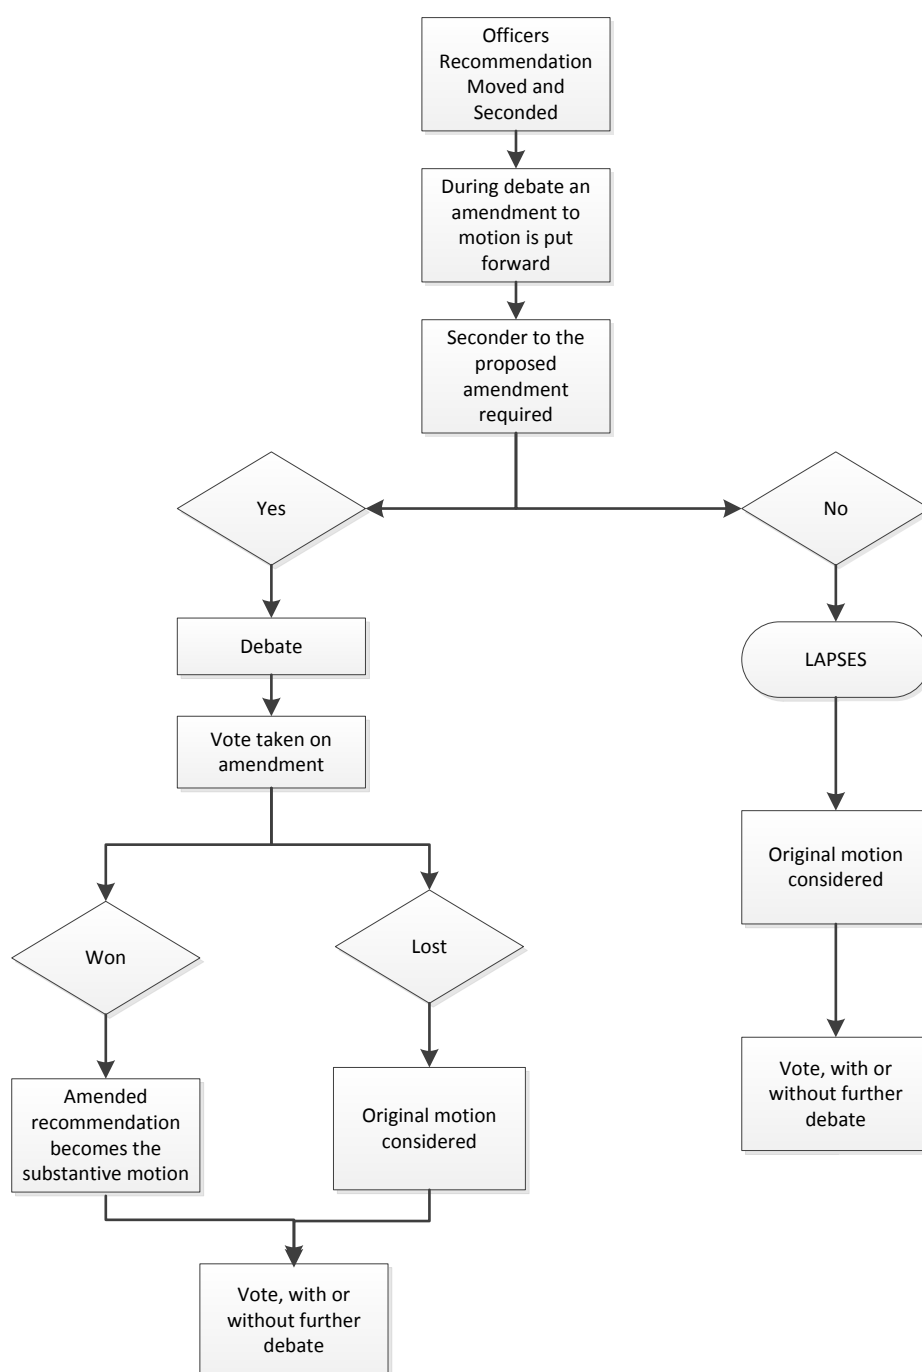 Officers
Recommendation
Moved and
Seconded
During debate an
amendment to
motion is put
forward
Seconder to the
proposed
amendment
required
Yes
No
Debate
LAPSES
Vote taken on
amendment
Original motion
considered
Won
Lost
Vote, with or
without further
debate
Amended
recommendation
becomes the
substantive motion
Original motion
considered
Vote, with or
without further
debate